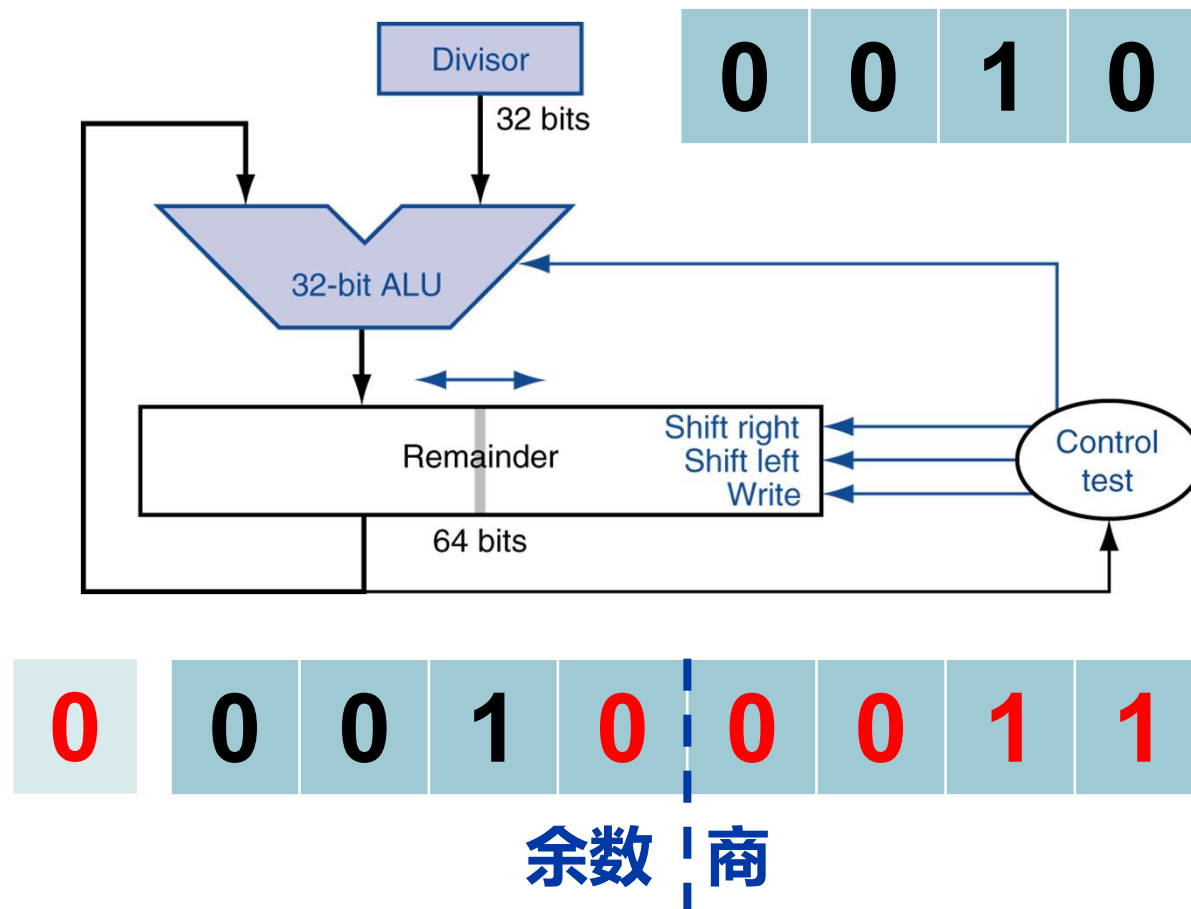 Divisor
0 0 1 0
32 bits
32-bit ALU
Remainder
Shift right
Shift left
Write
Control
test
64 bits
0 0 0 1 0 0 0 1 1
余数 商